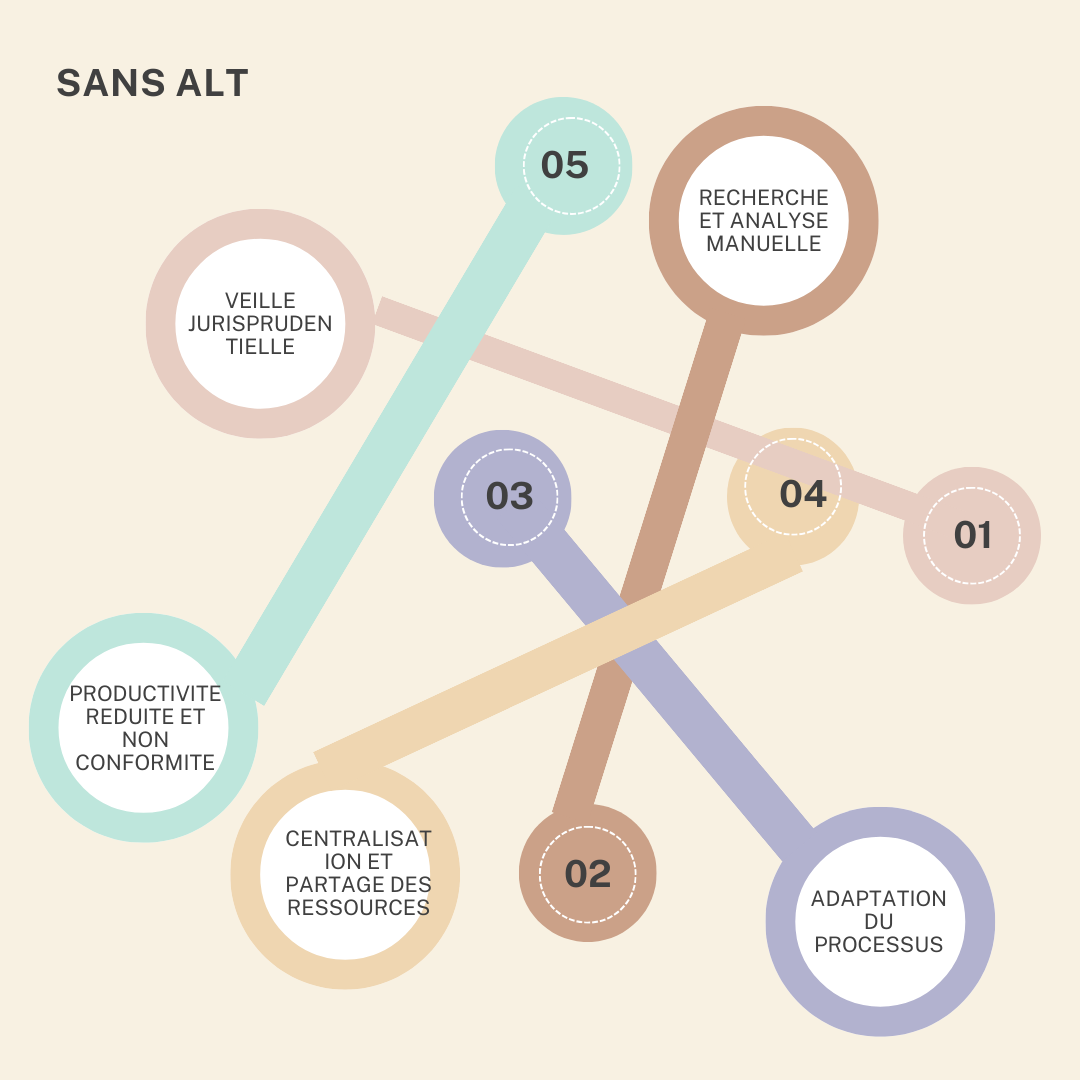 SANS ALT
05
RECHERCHE
ET ANALYSE
MANUELLE
VEILLE
JURISPRUDEN
TIELLE
03
04
01
PRODUCTIVITE
REDUITE ET
NON
CONFORMITE
CENTRALISAT
ION ET
PARTAGE DES
RESSOURCES
02
ADAPTATION
DU
PROCESSUS